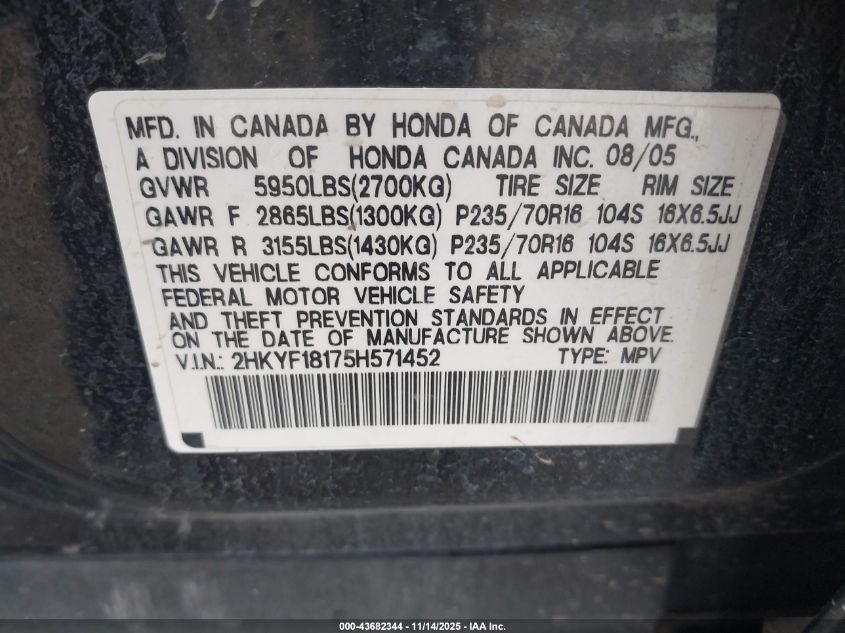 MFD. IN CANADA BY HONDA OF CANADA MFG.,
A DIVISION OF HONDA CANADA INC. 08/05
GVWR 5950LBS(2700KG) TIRE SIZE RIM SIZE
GAWR F 2865LBS(1300KG) P235/70R16 104S 16X6.5JJ
GAWR R 3155LBS(1430KG) P235/70R16 104S 16X6.5JJ
THIS VEHICLE CONFORMS TO ALL APPLICABLE
FEDERAL MOTOR VEHICLE SAFETY
AND THEFT PREVENTION STANDARDS IN EFFECT
ON THE DATE OF MANUFACTURE SHOWN ABOVE.
V.I.N.: 2HKYF18175H571452 TYPE: MPV
000-43682344 - 11/14/2025 - IAA Inc.